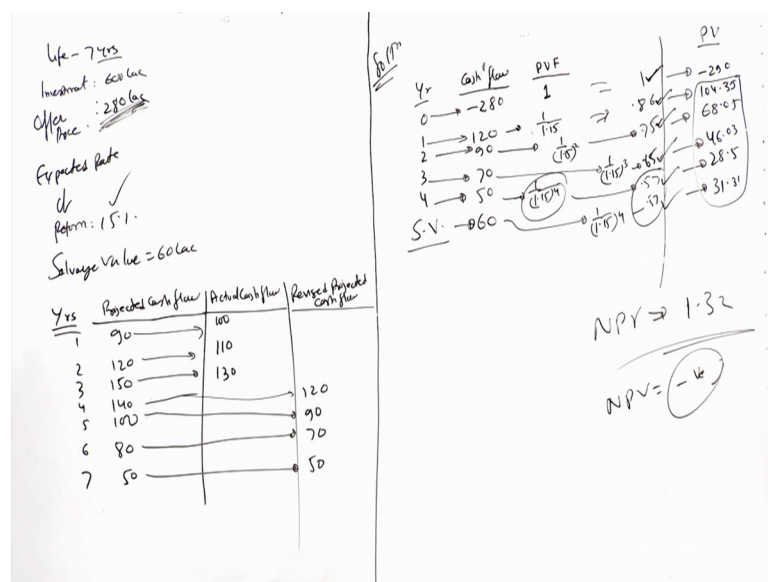 life - 7 yrs
Investment : 600 lac
Offer Price : 280 lac
Expected Rate
of
Return : 15%
Salvage Value = 60 lac
Yrs Projected Cash flow Actual Cash flow Revised Projected Cash flow
1 90 100
2 120 110
3 150 130
4 140 120
5 100 90
6 80 70
7 50 50
Sol:n
Yr Cash flow PVF PV
0 → -280 1 = 1 ✓ → -290
1 → 120 → 1/1.15 ⇒ .86 ✓ → 104.35
2 → 90 → 1/(1.15)² → .75 ✓ → 68.05
3 → 70 1/(1.15)³ → .65 ✓ → 46.03
4 → 50 → 1/(1.15)⁴ .57 ✓ → 28.5
S.V. → 60 → 1/(1.15)⁴ .57 ✓ → 31.31
NPV ⇒ 1.32
NPV = -ve